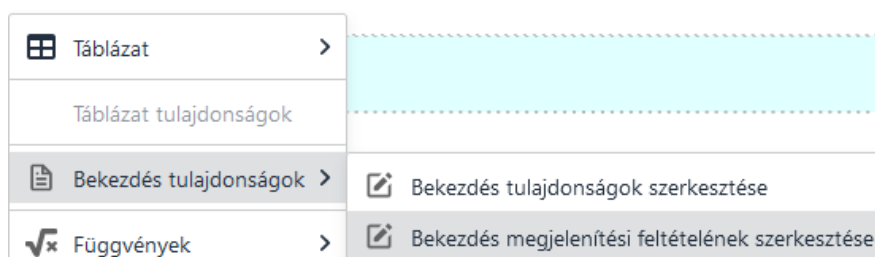 Táblázat
Táblázat tulajdonságok
Bekezdés tulajdonságok
Bekezdés tulajdonságok szerkesztése
Bekezdés megjelenítési feltételének szerkesztése
Függvények